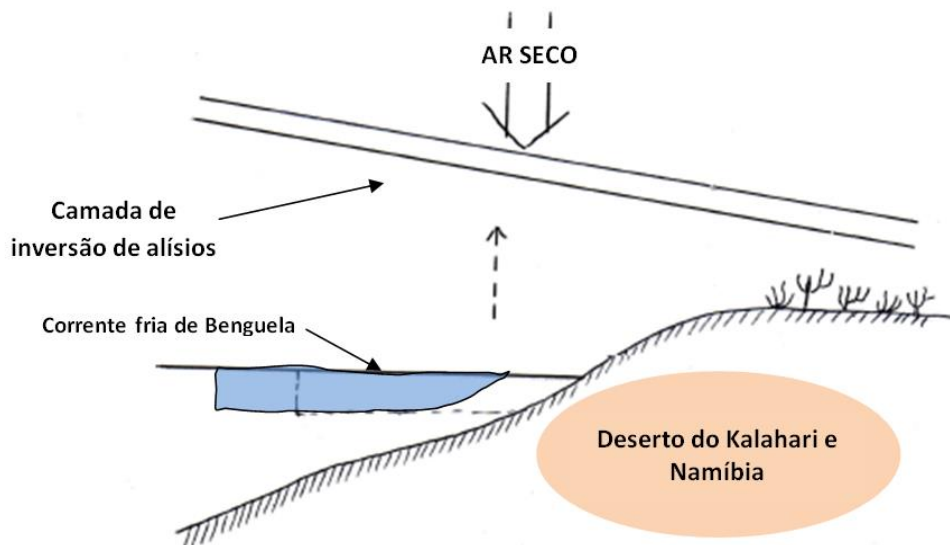 AR SECO
Camada de
inversão de alísios
Corrente fria de Benguela
Deserto do Kalahari e
Namíbia